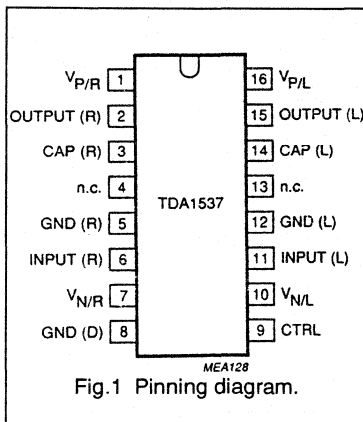 V_P/R 1 16 V_P/L
OUTPUT (R) 2 15 OUTPUT (L)
CAP (R) 3 14 CAP (L)
n.c. 4 13 n.c.
TDA1537
GND (R) 5 12 GND (L)
INPUT (R) 6 11 INPUT (L)
V_N/R 7 10 V_N/L
GND (D) 8 9 CTRL
MEA128
Fig.1 Pinning diagram.